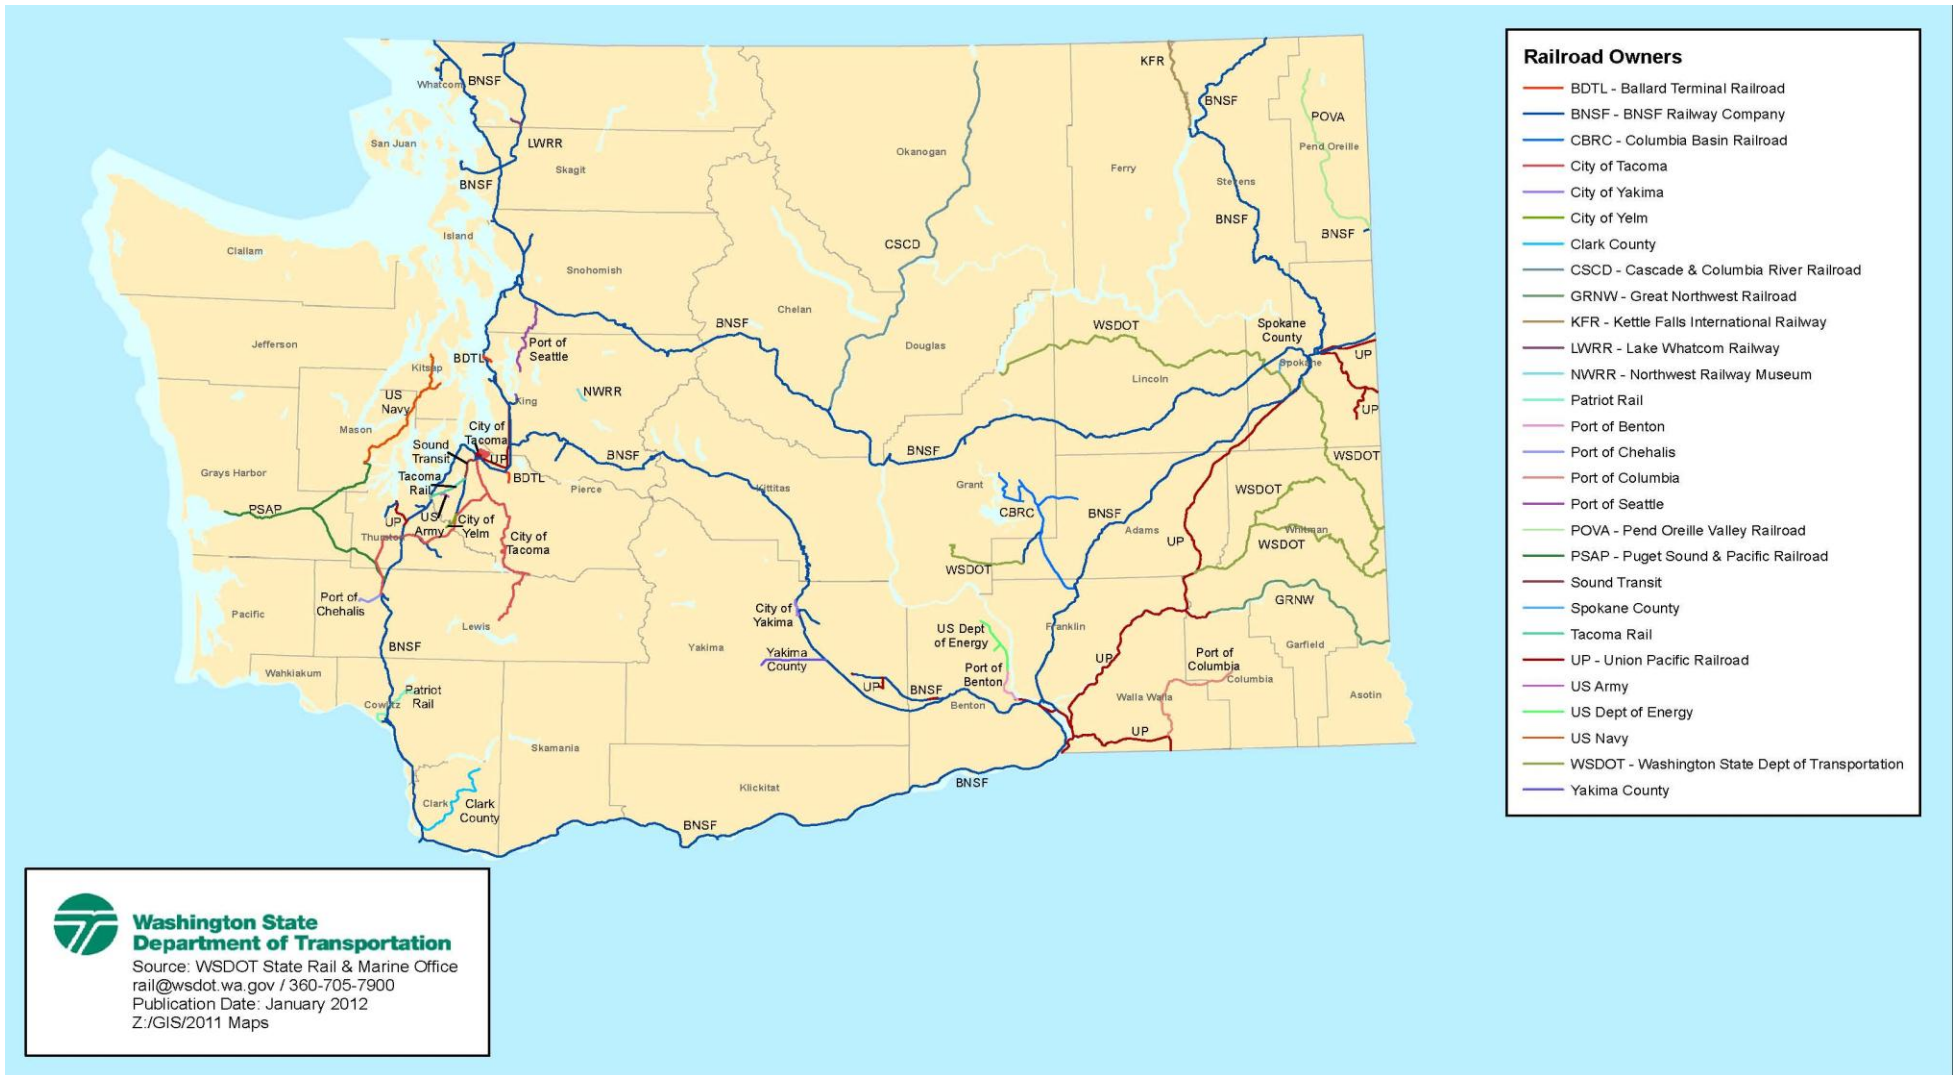 KFR
BNSF
BNSF
Whatcom
POVA
San Juan
LWRR
Okanogan
Pend Oreille
Skagit
Ferry
Stevens
BNSF
BNSF
BNSF
Island
CSCD
Clallam
Snohomish
Chelan
BNSF
WSDOT
Spokane
County
Jefferson
Port of
Seattle
Douglas
BDTL
UP
Kitsap
Spokane
Lincoln
US
Navy
NWRR
King
UP
Mason
City of
Tacoma
Sound
Transit
UP
BNSF
BNSF
WSDOT
Grays Harbor
Tacoma
Rail
BDTL
Pierce
Kittitas
Grant
WSDOT
PSAP
UP
US
Army
City of
Yelm
CBRC
BNSF
Adams
Whitman
Thurston
City of
Tacoma
UP
WSDOT
WSDOT
Port of
Chehalis
City of
Yakima
GRNW
Pacific
Lewis
US Dept
of Energy
Franklin
BNSF
Yakima
Yakima
County
Garfield
Port of
Columbia
UP
Wahkiakum
Port of
Benton
Columbia
UP
BNSF
Patriot
Rail
Cowlitz
Benton
Walla Walla
Asotin
UP
Skamania
BNSF
Klickitat
Clark
Clark
County
BNSF
Railroad Owners
BDTL - Ballard Terminal Railroad
BNSF - BNSF Railway Company
CBRC - Columbia Basin Railroad
City of Tacoma
City of Yakima
City of Yelm
Clark County
CSCD - Cascade & Columbia River Railroad
GRNW - Great Northwest Railroad
KFR - Kettle Falls International Railway
LWRR - Lake Whatcom Railway
NWRR - Northwest Railway Museum
Patriot Rail
Port of Benton
Port of Chehalis
Port of Columbia
Port of Seattle
POVA - Pend Oreille Valley Railroad
PSAP - Puget Sound & Pacific Railroad
Sound Transit
Spokane County
Tacoma Rail
UP - Union Pacific Railroad
US Army
US Dept of Energy
US Navy
WSDOT - Washington State Dept of Transportation
Yakima County
Washington State
Department of Transportation
Source: WSDOT State Rail & Marine Office
rail@wsdot.wa.gov / 360-705-7900
Publication Date: January 2012
Z:/GIS/2011 Maps